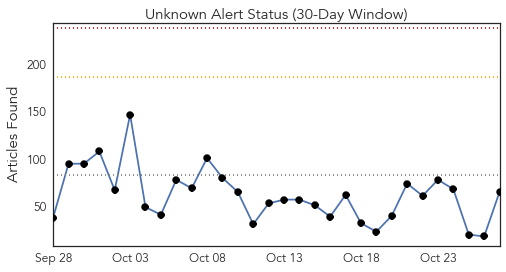 Unknown Alert Status (30-Day Window)
Articles Found
200
150
100
50
Sep 28 Oct 03 Oct 08 Oct 13 Oct 18 Oct 23